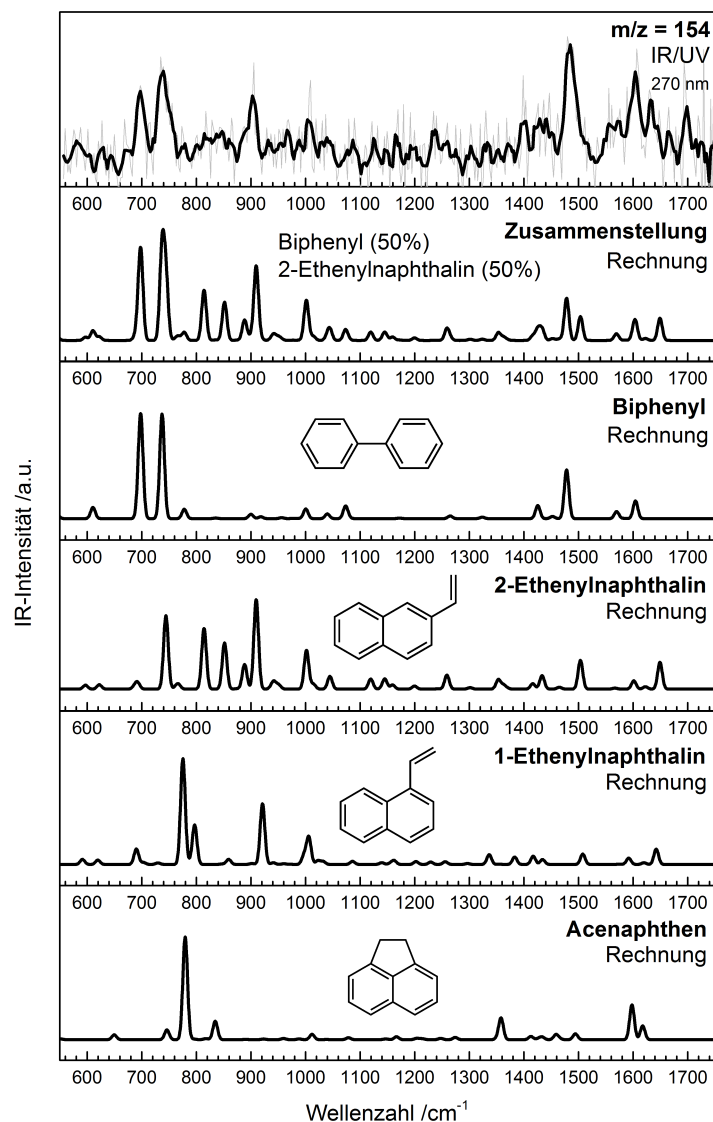 m/z = 154
IR/UV
270 nm
600 700 800 900 1000 1100 1200 1300 1400 1500 1600 1700
Zusammenstellung
Rechnung
Biphenyl (50%)
2-Ethenylnaphthalin (50%)
600 700 800 900 1000 1100 1200 1300 1400 1500 1600 1700
Biphenyl
Rechnung
600 700 800 900 1000 1100 1200 1300 1400 1500 1600 1700
2-Ethenylnaphthalin
Rechnung
600 700 800 900 1000 1100 1200 1300 1400 1500 1600 1700
1-Ethenylnaphthalin
Rechnung
600 700 800 900 1000 1100 1200 1300 1400 1500 1600 1700
Acenaphthen
Rechnung
600 700 800 900 1000 1100 1200 1300 1400 1500 1600 1700
IR-Intensität /a.u.
Wellenzahl /cm⁻¹